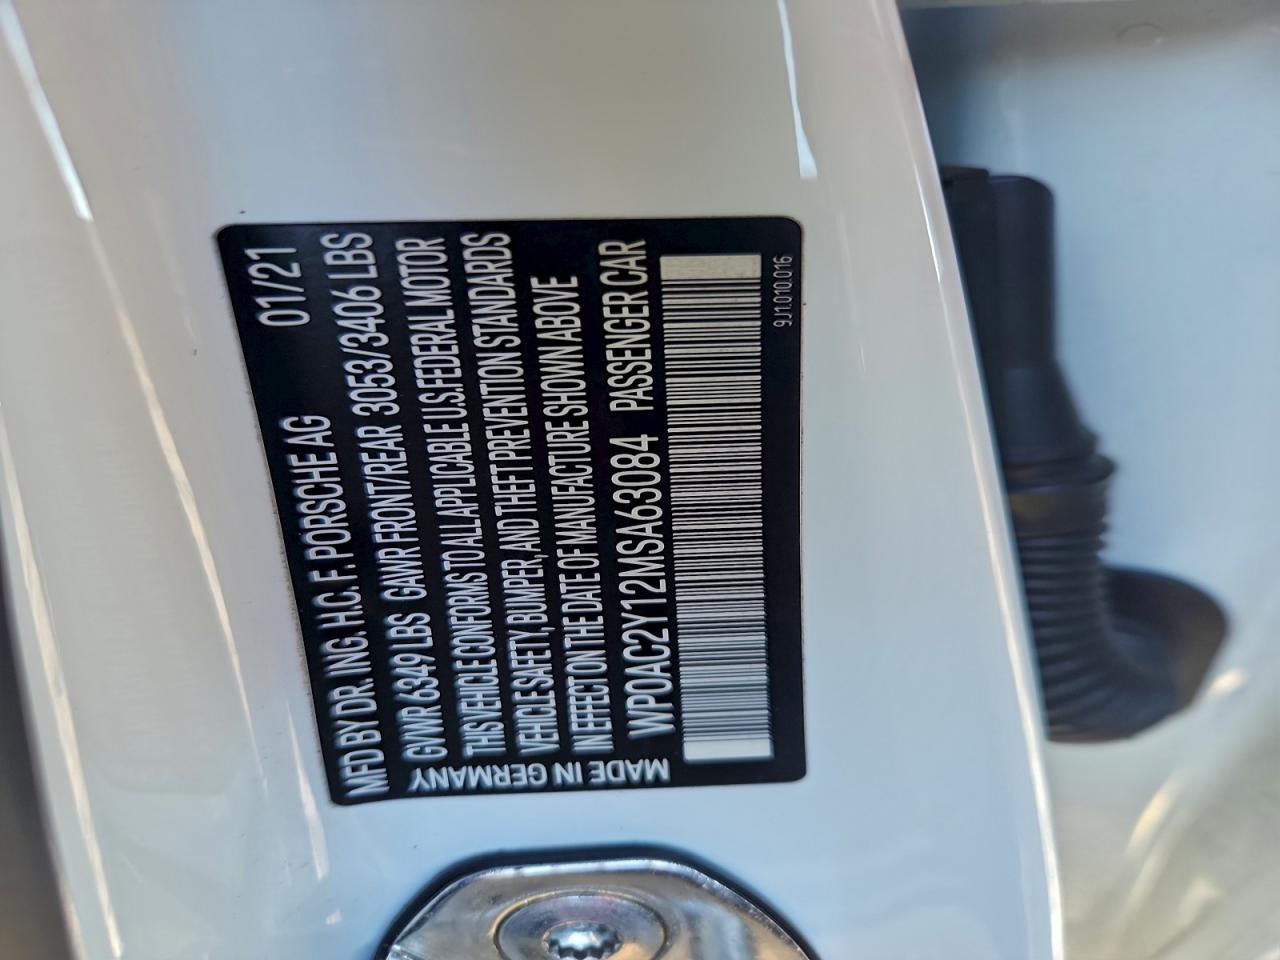 MFD BY DR. ING. H.C. F. PORSCHE AG 01/21
GVWR 6349 LBS GAWR FRONT/REAR 3053/3406 LBS
THIS VEHICLE CONFORMS TO ALL APPLICABLE U.S. FEDERAL MOTOR
VEHICLE SAFETY, BUMPER, AND THEFT PREVENTION STANDARDS
IN EFFECT ON THE DATE OF MANUFACTURE SHOWN ABOVE
WP0AC2Y12MSA63084 PASSENGER CAR
9J1.010.016
MADE IN GERMANY